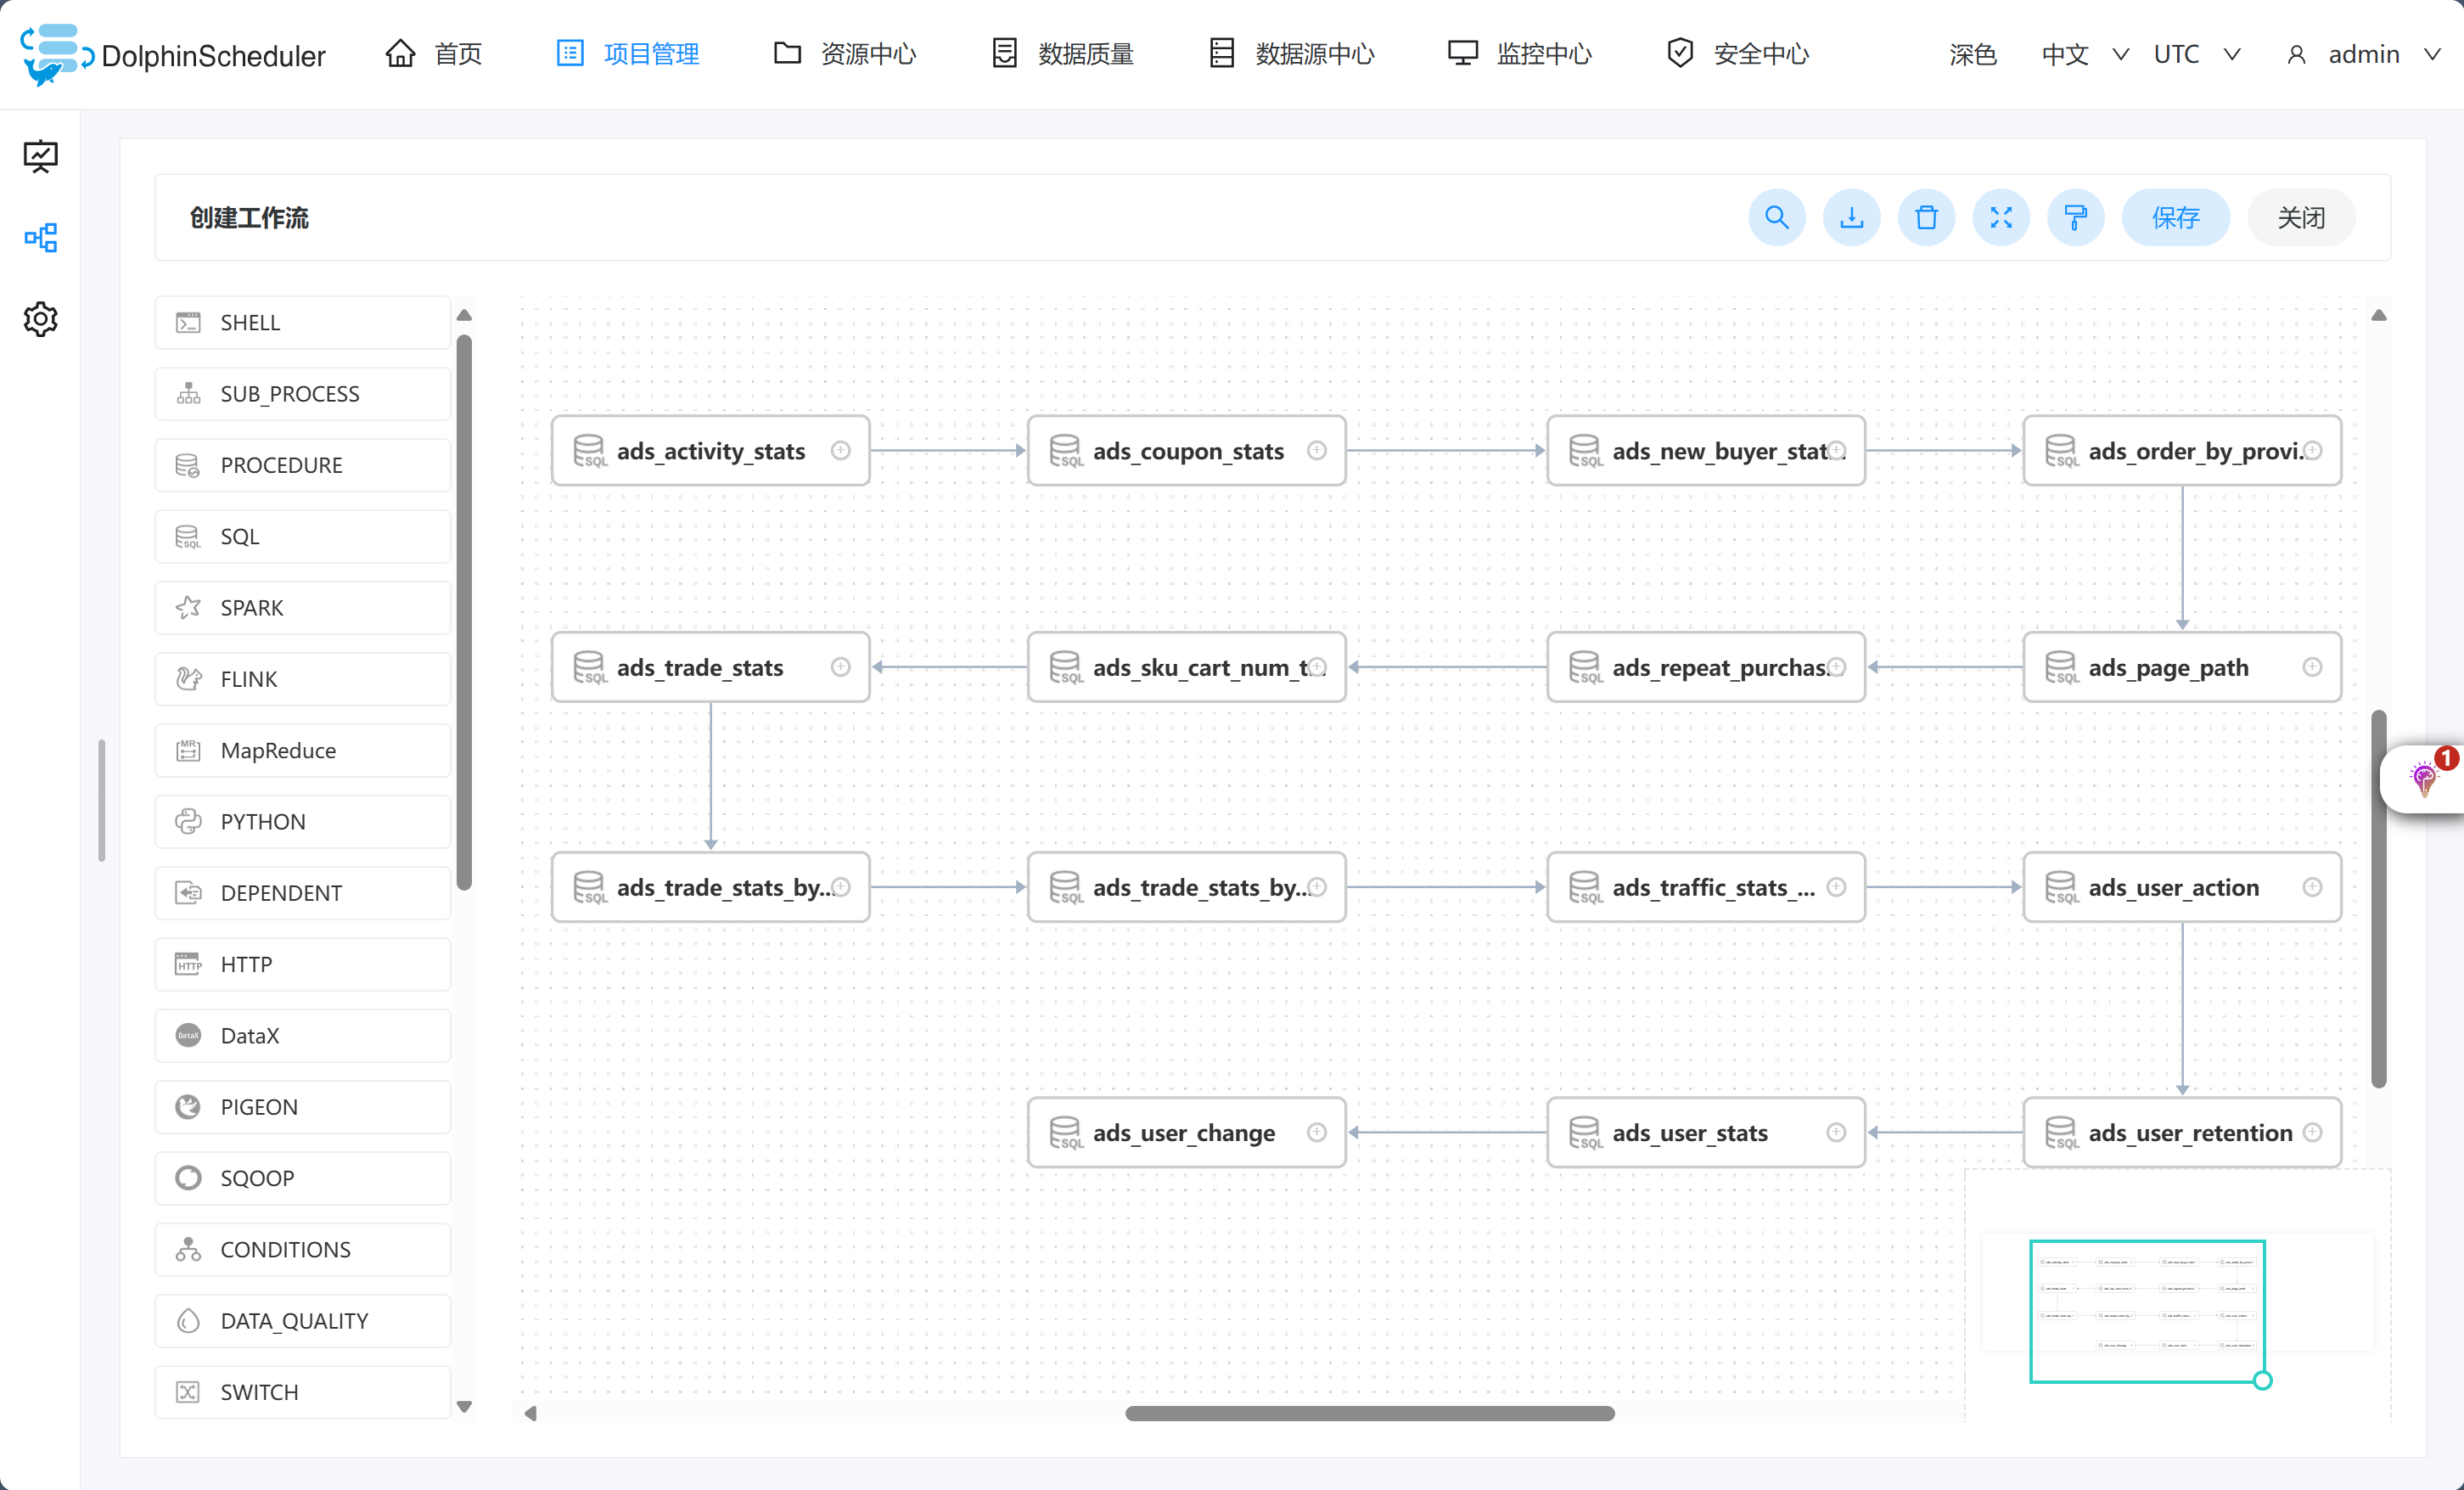 DolphinScheduler
首页
项目管理
资源中心
数据质量
数据源中心
监控中心
安全中心
深色
中文
UTC
admin
创建工作流
保存
关闭
SHELL
SUB_PROCESS
PROCEDURE
SQL
SPARK
FLINK
MapReduce
PYTHON
DEPENDENT
HTTP
DataX
PIGEON
SQOOP
CONDITIONS
DATA_QUALITY
SWITCH
ads_activity_stats
ads_coupon_stats
ads_new_buyer_stat...
ads_order_by_provi...
ads_trade_stats
ads_sku_cart_num_t...
ads_repeat_purchas...
ads_page_path
ads_trade_stats_by...
ads_trade_stats_by...
ads_traffic_stats_...
ads_user_action
ads_user_change
ads_user_stats
ads_user_retention
1